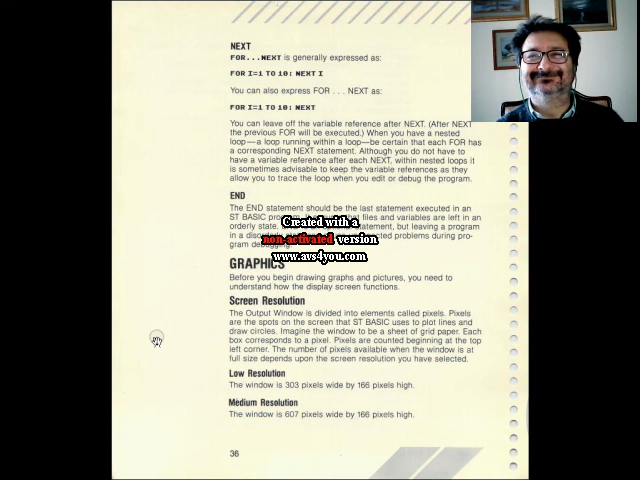 NEXT
FOR...NEXT is generally expressed as:
FOR I=1 TO 10: NEXT I
You can also express FOR . . . NEXT as:
FOR I=1 TO 10: NEXT
You can leave off the variable reference after NEXT. (After NEXT
the previous FOR will be executed.) When you have a nested
loop—a loop running within a loop—be certain that each FOR has
a corresponding NEXT statement. Although you do not have to
have a variable reference after each NEXT, within nested loops it
is sometimes advisable to keep the variable references as they
allow you to trace the loop when you edit or debug the program.
END
The END statement should be the last statement executed in an
ST BASIC that files and variables are left in an
orderly state. statement, but leaving a program
in a problems during pro-
gram
Created with a
non-activated version
www.avs4you.com
GRAPHICS
Before you begin drawing graphs and pictures, you need to
understand how the display screen functions.
Screen Resolution
The Output Window is divided into elements called pixels. Pixels
are the spots on the screen that ST BASIC uses to plot lines and
draw circles. Imagine the window to be a sheet of grid paper. Each
box corresponds to a pixel. Pixels are counted beginning at the top
left corner. The number of pixels available when the window is at
full size depends upon the screen resolution you have selected.
Low Resolution
The window is 303 pixels wide by 166 pixels high.
Medium Resolution
The window is 607 pixels wide by 166 pixels high.
36